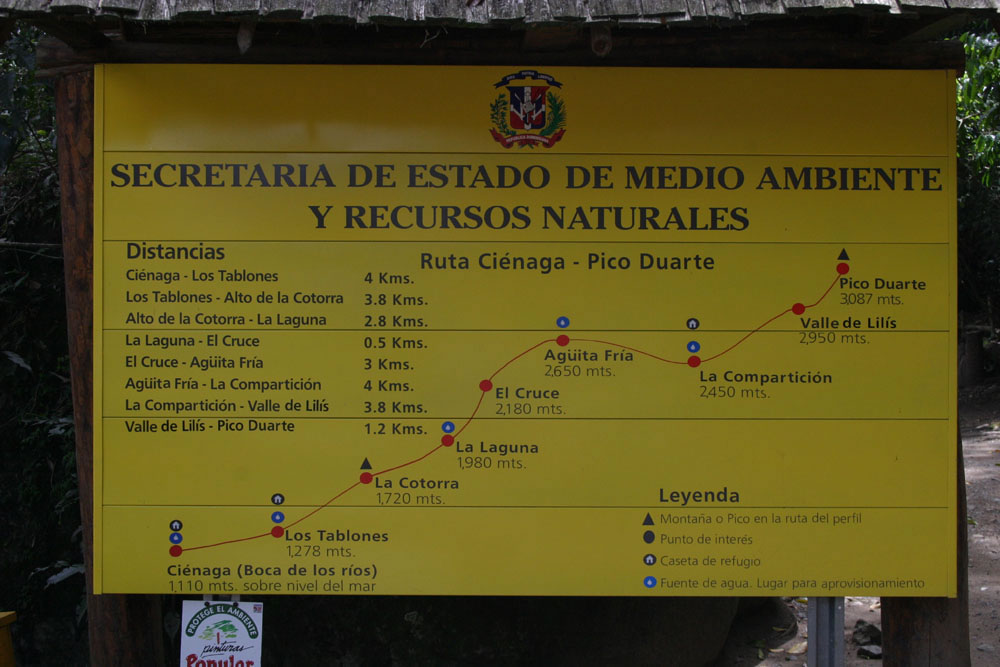 SECRETARIA DE ESTADO DE MEDIO AMBIENTE
Y RECURSOS NATURALES
Distancias
Ciénaga - Los Tablones 4 Kms.
Los Tablones - Alto de la Cotorra 3.8 Kms.
Alto de la Cotorra - La Laguna 2.8 Kms.
La Laguna - El Cruce 0.5 Kms.
El Cruce - Agüita Fría 3 Kms.
Agüita Fría - La Compartición 4 Kms.
La Compartición - Valle de Lilís 3.8 Kms.
Valle de Lilís - Pico Duarte 1.2 Kms.
Ruta Ciénaga - Pico Duarte
Pico Duarte
3,087 mts.
Valle de Lilís
2,950 mts.
Agüita Fría
2,650 mts.
La Compartición
2,450 mts.
El Cruce
2,180 mts.
La Laguna
1,980 mts.
La Cotorra
1,720 mts.
Los Tablones
1,278 mts.
Ciénaga (Boca de los ríos)
1,110 mts. sobre nivel del mar
Leyenda
Montaña o Pico en la ruta del perfil
Punto de interés
Caseta de refugio
Fuente de agua. Lugar para aprovisionamiento
PROTEGE EL AMBIENTE
pinturas
Popular